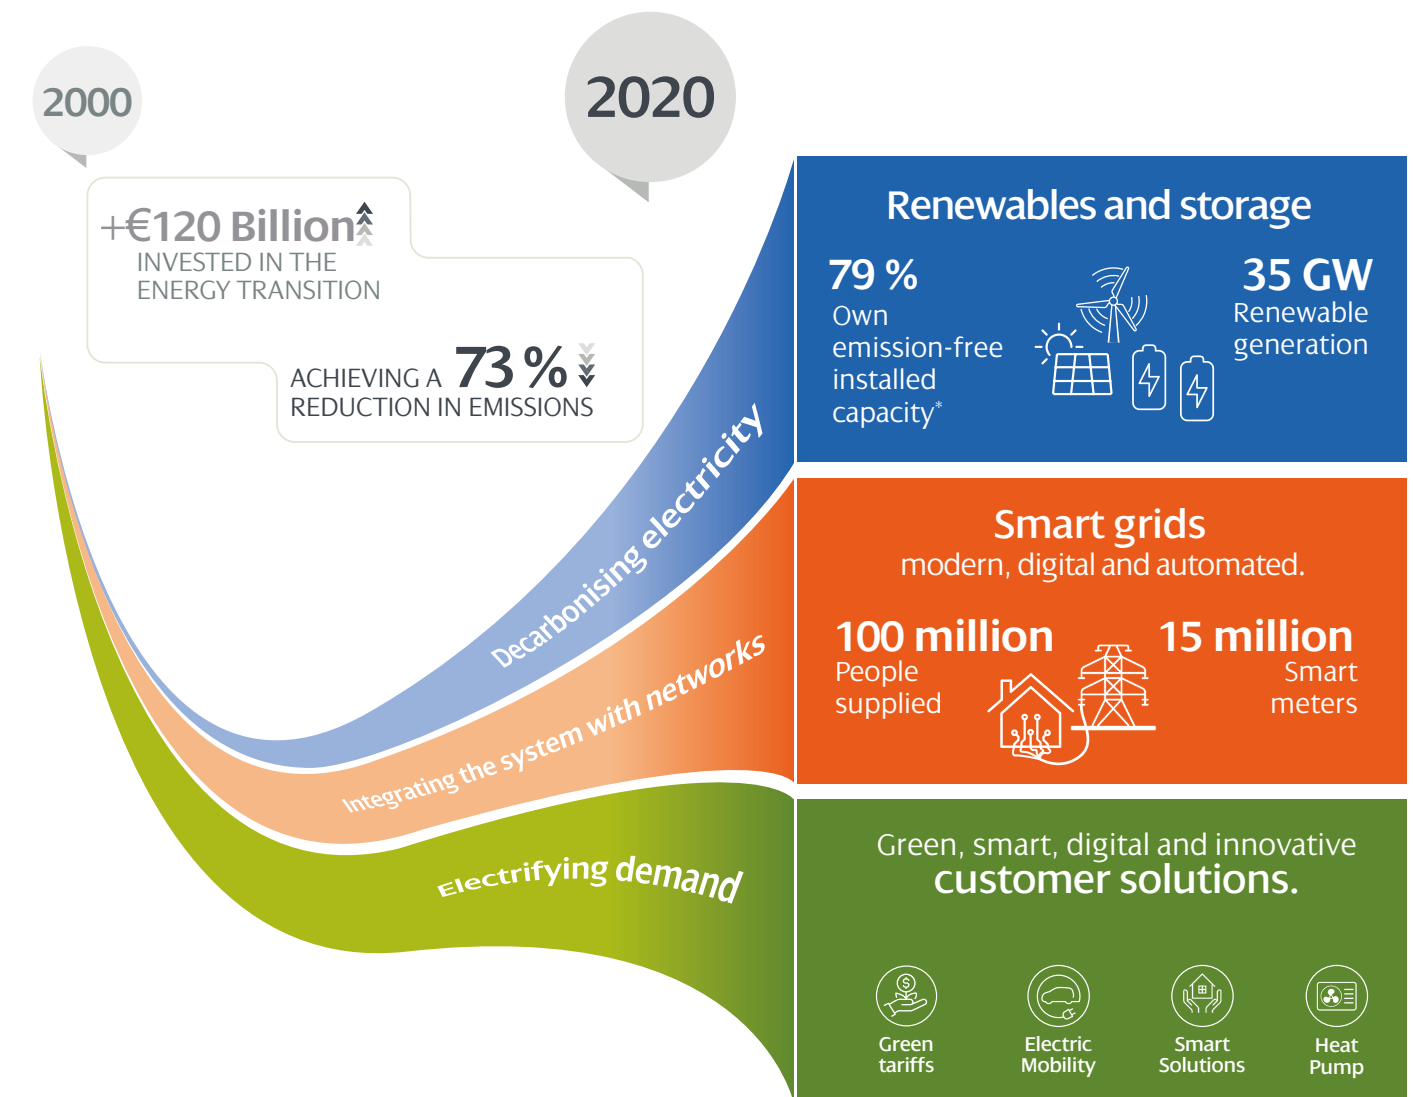 2000
2020
+€120 Billion
INVESTED IN THE
ENERGY TRANSITION
ACHIEVING A 73 %
REDUCTION IN EMISSIONS
Decarbonising electricity
Integrating the system with networks
Electrifying demand
Renewables and storage
79 %
Own
emission-free
installed
capacity*
35 GW
Renewable
generation
Smart grids
modern, digital and automated.
100 million
People
supplied
15 million
Smart
meters
Green, smart, digital and innovative
customer solutions.
$
Green
tariffs
Electric
Mobility
Smart
Solutions
Heat
Pump